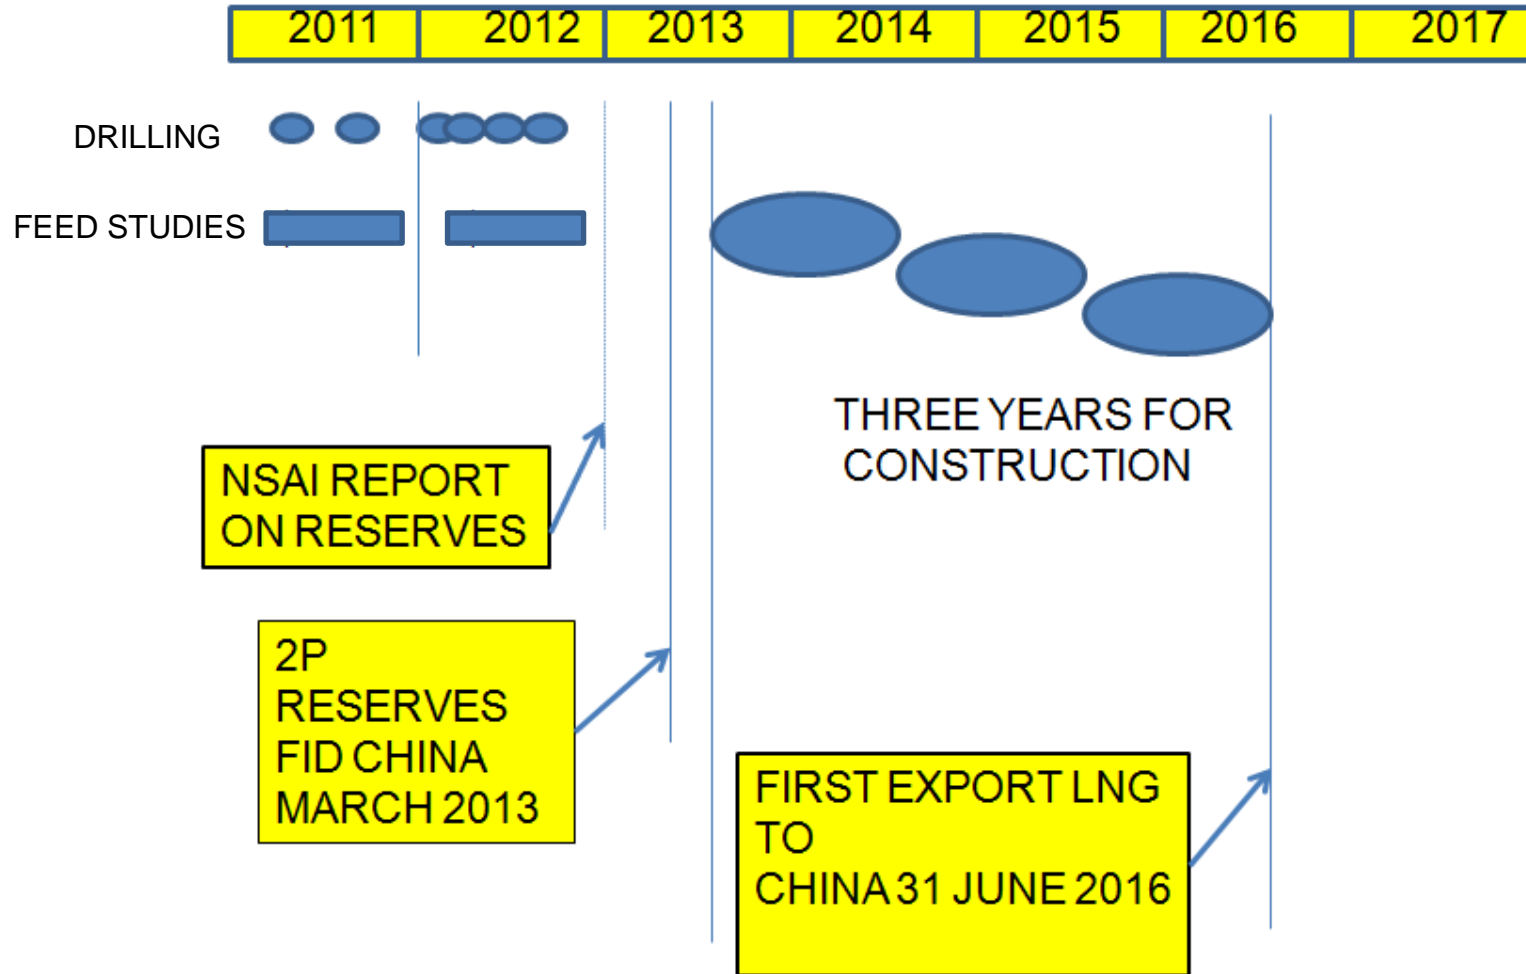 2011 2012 2013 2014 2015 2016 2017
DRILLING
FEED STUDIES
THREE YEARS FOR
CONSTRUCTION
NSAI REPORT
ON RESERVES
2P
RESERVES
FID CHINA
MARCH 2013
FIRST EXPORT LNG
TO
CHINA 31 JUNE 2016